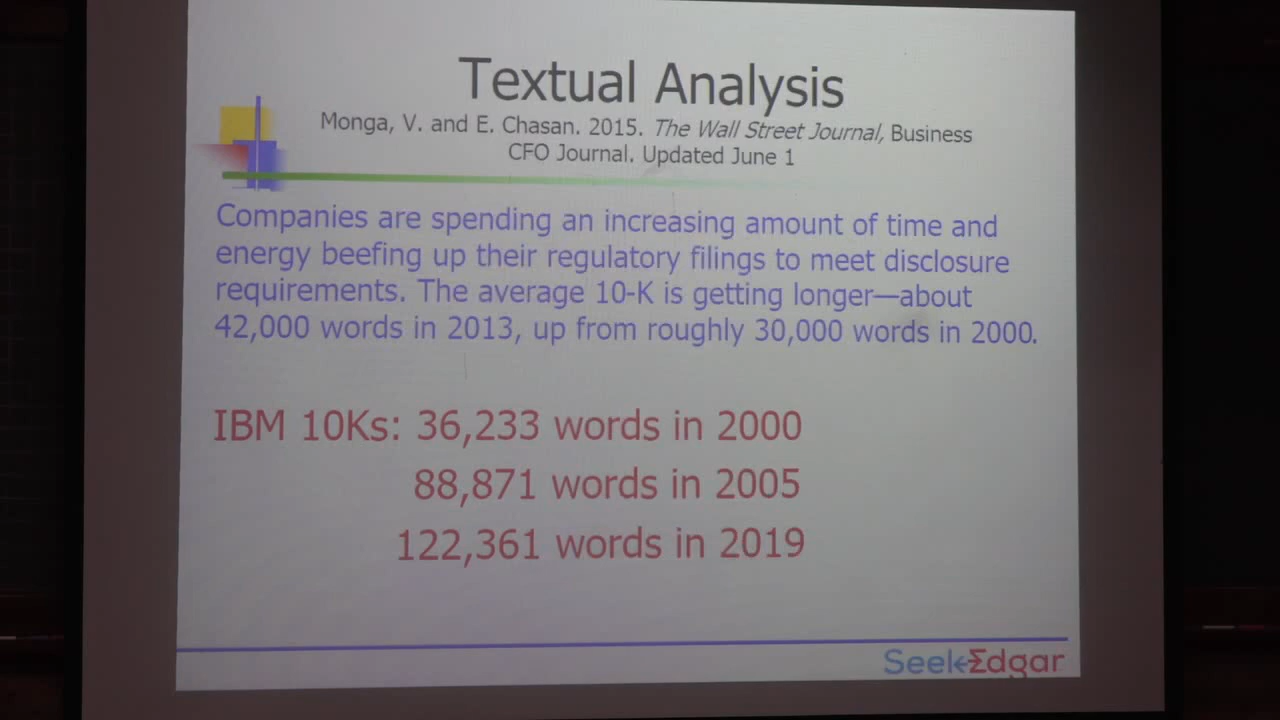 Textual Analysis
Monga, V. and E. Chasan. 2015. The Wall Street Journal, Business
CFO Journal. Updated June 1
Companies are spending an increasing amount of time and
energy beefing up their regulatory filings to meet disclosure
requirements. The average 10-K is getting longer—about
42,000 words in 2013, up from roughly 30,000 words in 2000.
IBM 10Ks: 36,233 words in 2000
88,871 words in 2005
122,361 words in 2019
SeekEdgar